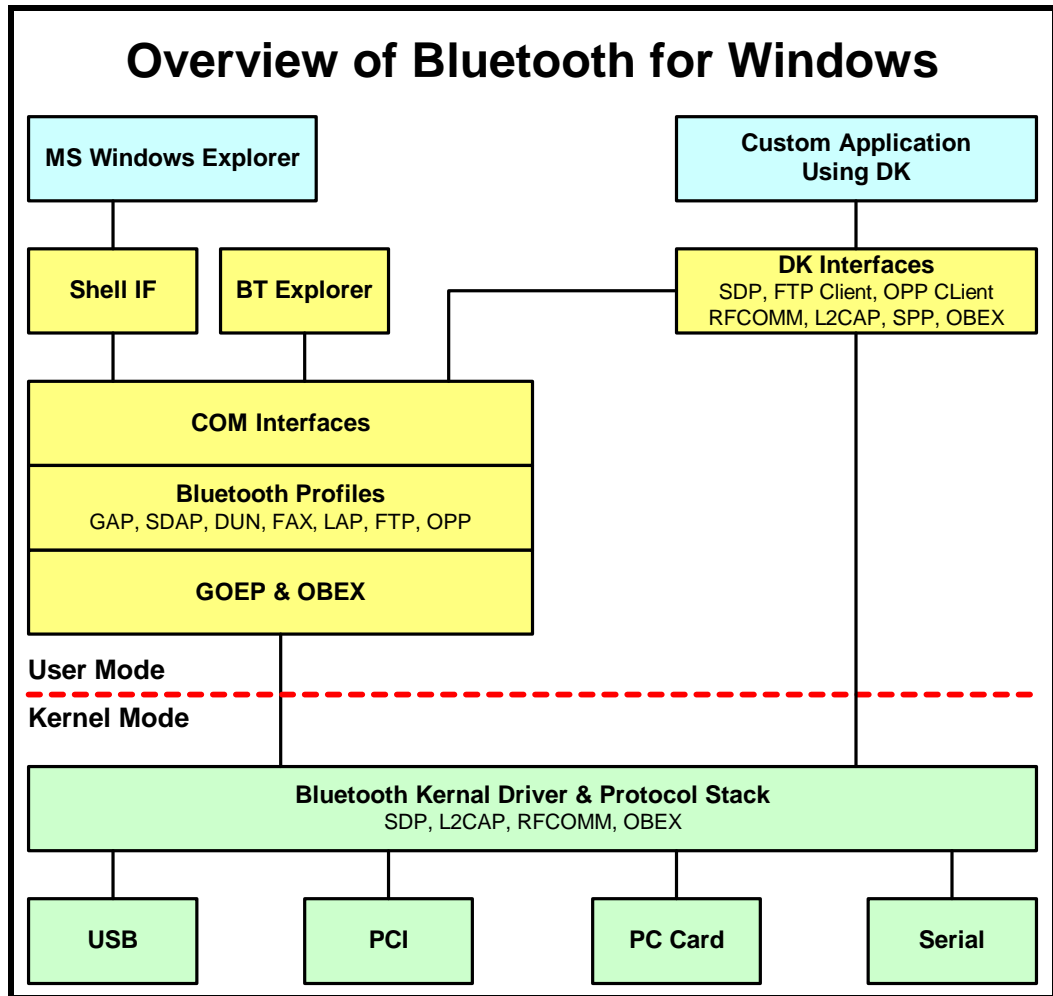 Overview of Bluetooth for Windows
MS Windows Explorer
Custom Application
Using DK
Shell IF
BT Explorer
DK Interfaces
SDP, FTP Client, OPP CLient
RFCOMM, L2CAP, SPP, OBEX
COM Interfaces
Bluetooth Profiles
GAP, SDAP, DUN, FAX, LAP, FTP, OPP
GOEP & OBEX
User Mode
Kernel Mode
Bluetooth Kernal Driver & Protocol Stack
SDP, L2CAP, RFCOMM, OBEX
USB
PCI
PC Card
Serial